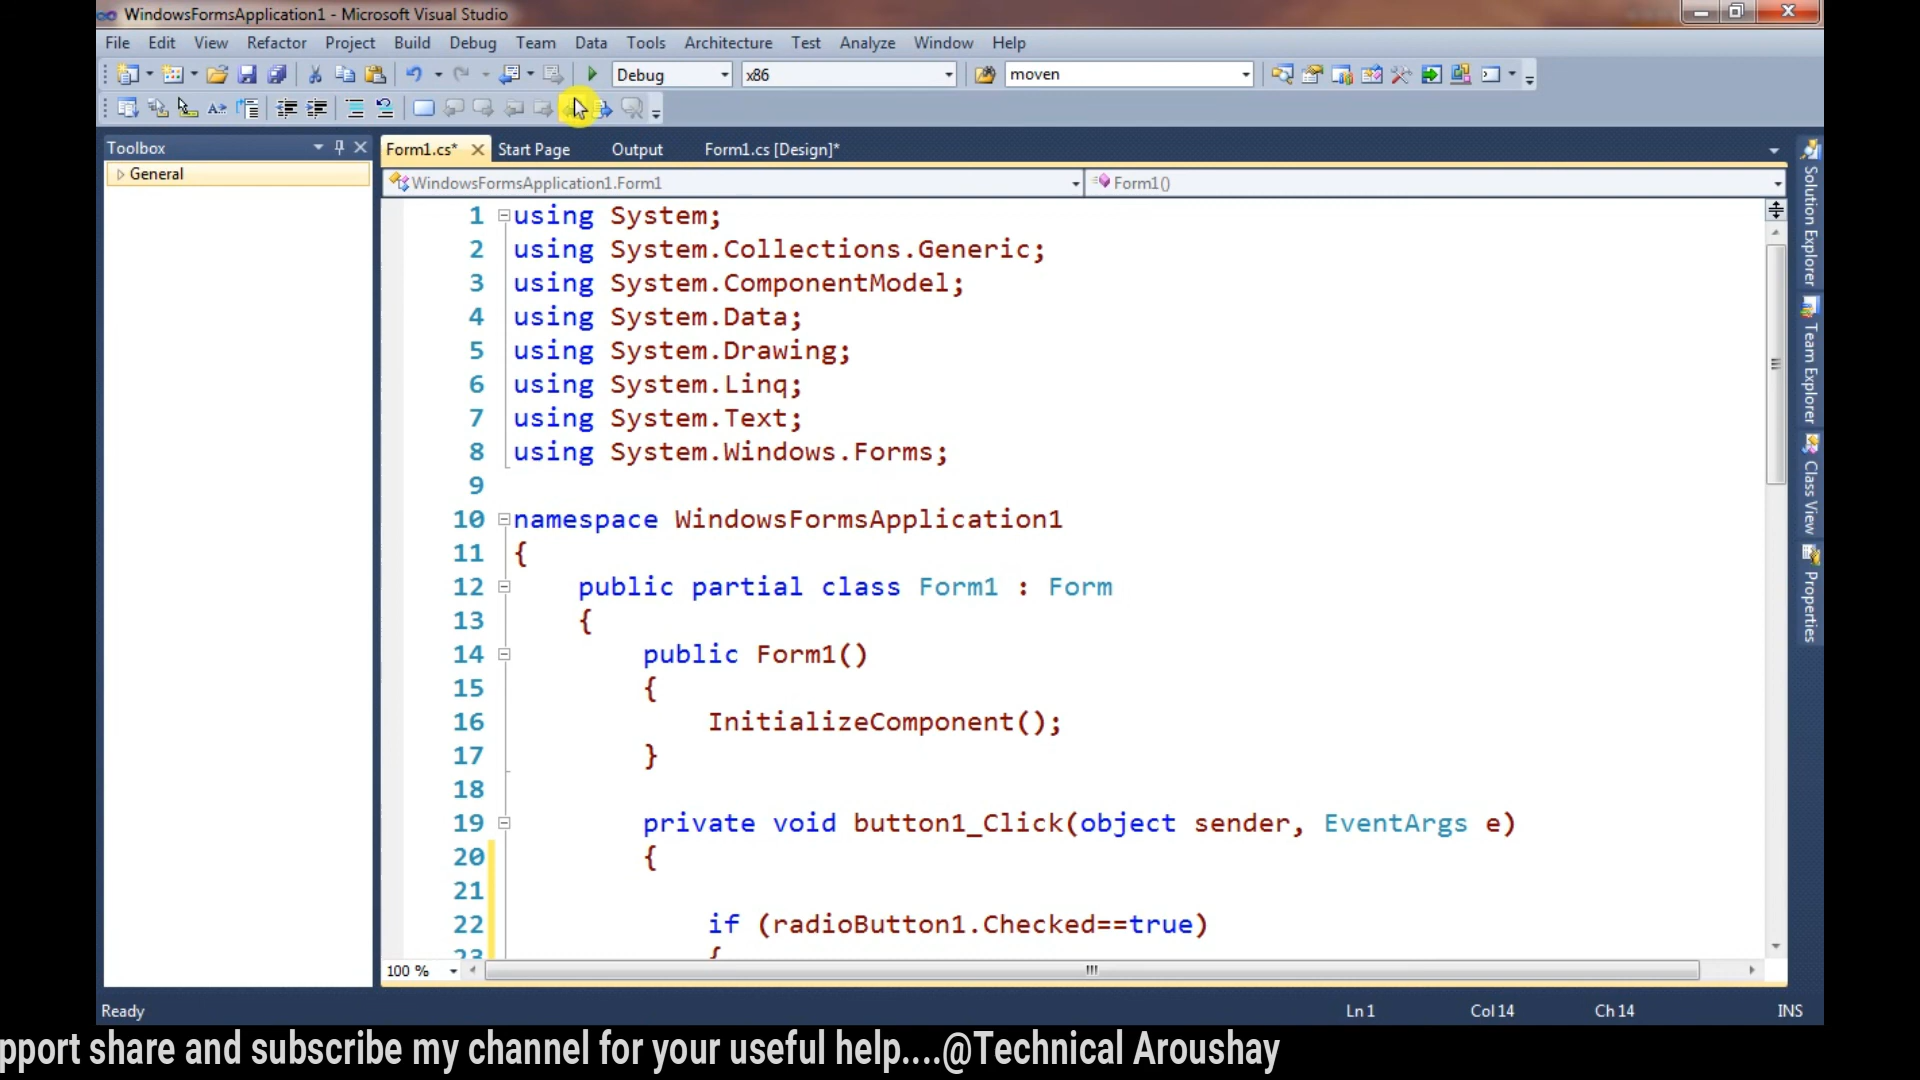 WindowsFormsApplication1 - Microsoft Visual Studio
File Edit View Refactor Project Build Debug Team Data Tools Architecture Test Analyze Window Help
Debug x86 moven
Toolbox
General
Form1.cs* Start Page Output Form1.cs [Design]*
WindowsFormsApplication1.Form1 Form1()
1 using System;
2 using System.Collections.Generic;
3 using System.ComponentModel;
4 using System.Data;
5 using System.Drawing;
6 using System.Linq;
7 using System.Text;
8 using System.Windows.Forms;
9
10 namespace WindowsFormsApplication1
11 {
12 public partial class Form1 : Form
13 {
14 public Form1()
15 {
16 InitializeComponent();
17 }
18
19 private void button1_Click(object sender, EventArgs e)
20 {
21
22 if (radioButton1.Checked==true)
23 {
100 %
Solution Explorer
Team Explorer
Class View
Properties
Ready Ln 1 Col 14 Ch 14 INS
pport share and subscribe my channel for your useful help....@Technical Aroushay